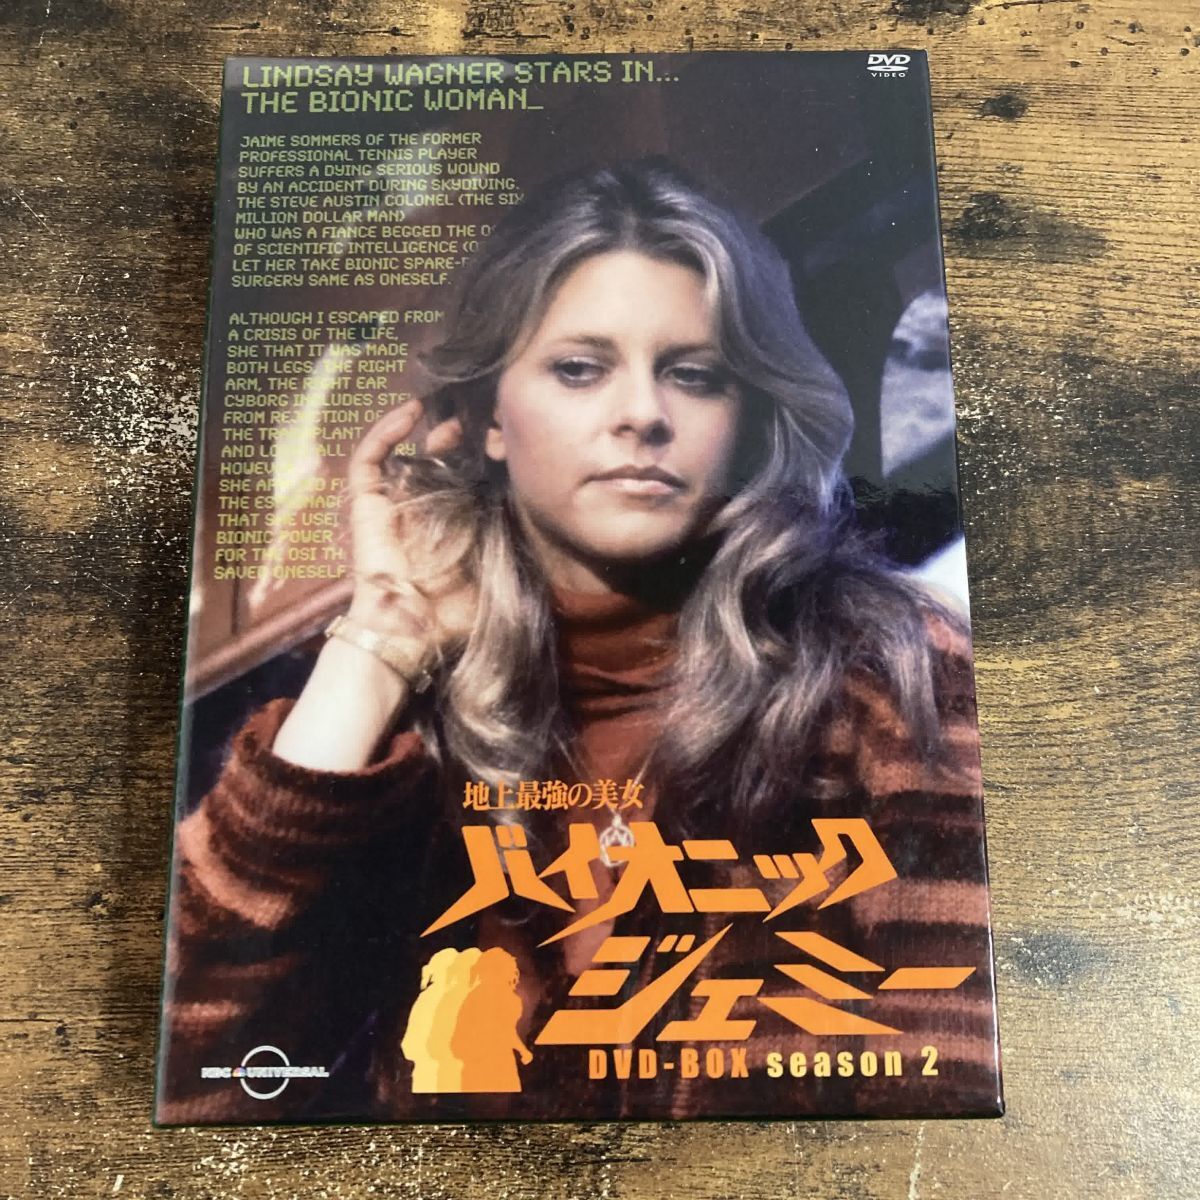 DVD
VIDEO
LINDSAY WAGNER STARS IN...
THE BIONIC WOMAN_
JAIME SOMMERS OF THE FORMER
PROFESSIONAL TENNIS PLAYER
SUFFERS A DYING SERIOUS WOUND
BY AN ACCIDENT DURING SKYDIVING.
THE STEVE AUSTIN COLONEL (THE SIX
MILLION DOLLAR MAN)
WHO WAS A FIANCE BEGGED THE
OF SCIENTIFIC INTELLIGENCE
LET HER TAKE BIONIC SPARE-
SURGERY SAME AS ONESELF.
ALTHOUGH I ESCAPED FROM
A CRISIS OF THE LIFE,
SHE THAT IT WAS MADE
BOTH LEGS, THE RIGHT
ARM, THE RIGHT EAR
CYBORG INCLUDES
FROM REJECTION OF
THE TRANSPLANT
AND ALL
SHE
THE
THAT SHE
BIONIC POWER
FOR THE OSI
SAVED ONESELF
地上最強の美女
バイオニック
ジェミー
DVD-BOX season 2
NBC UNIVERSAL